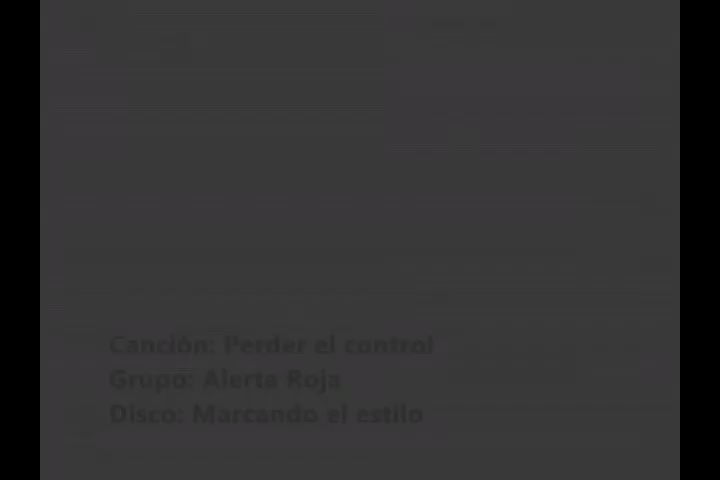 Canción: Perder el control
Grupo: Alerta Roja
Disco: Marcando el estilo